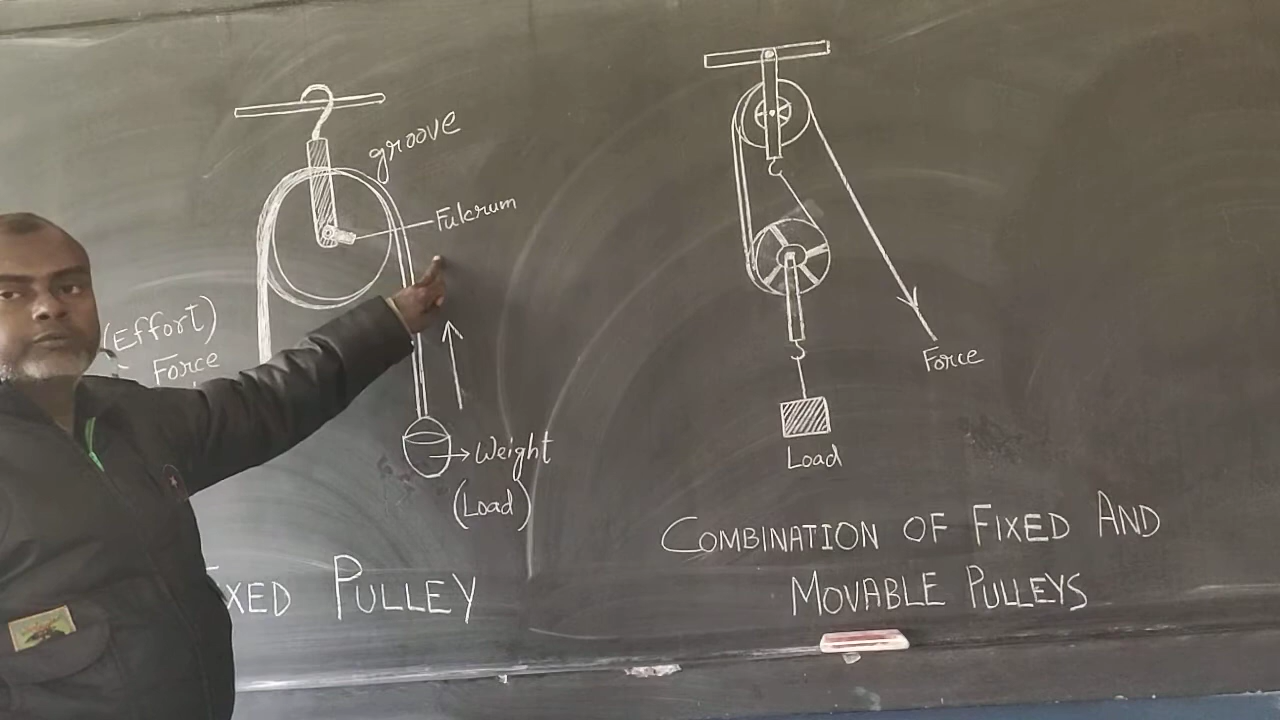 groove
Fulcrum
(Effort)
Force
Weight
(Load)
XED PULLEY
Force
Load
COMBINATION OF FIXED AND
MOVABLE PULLEYS